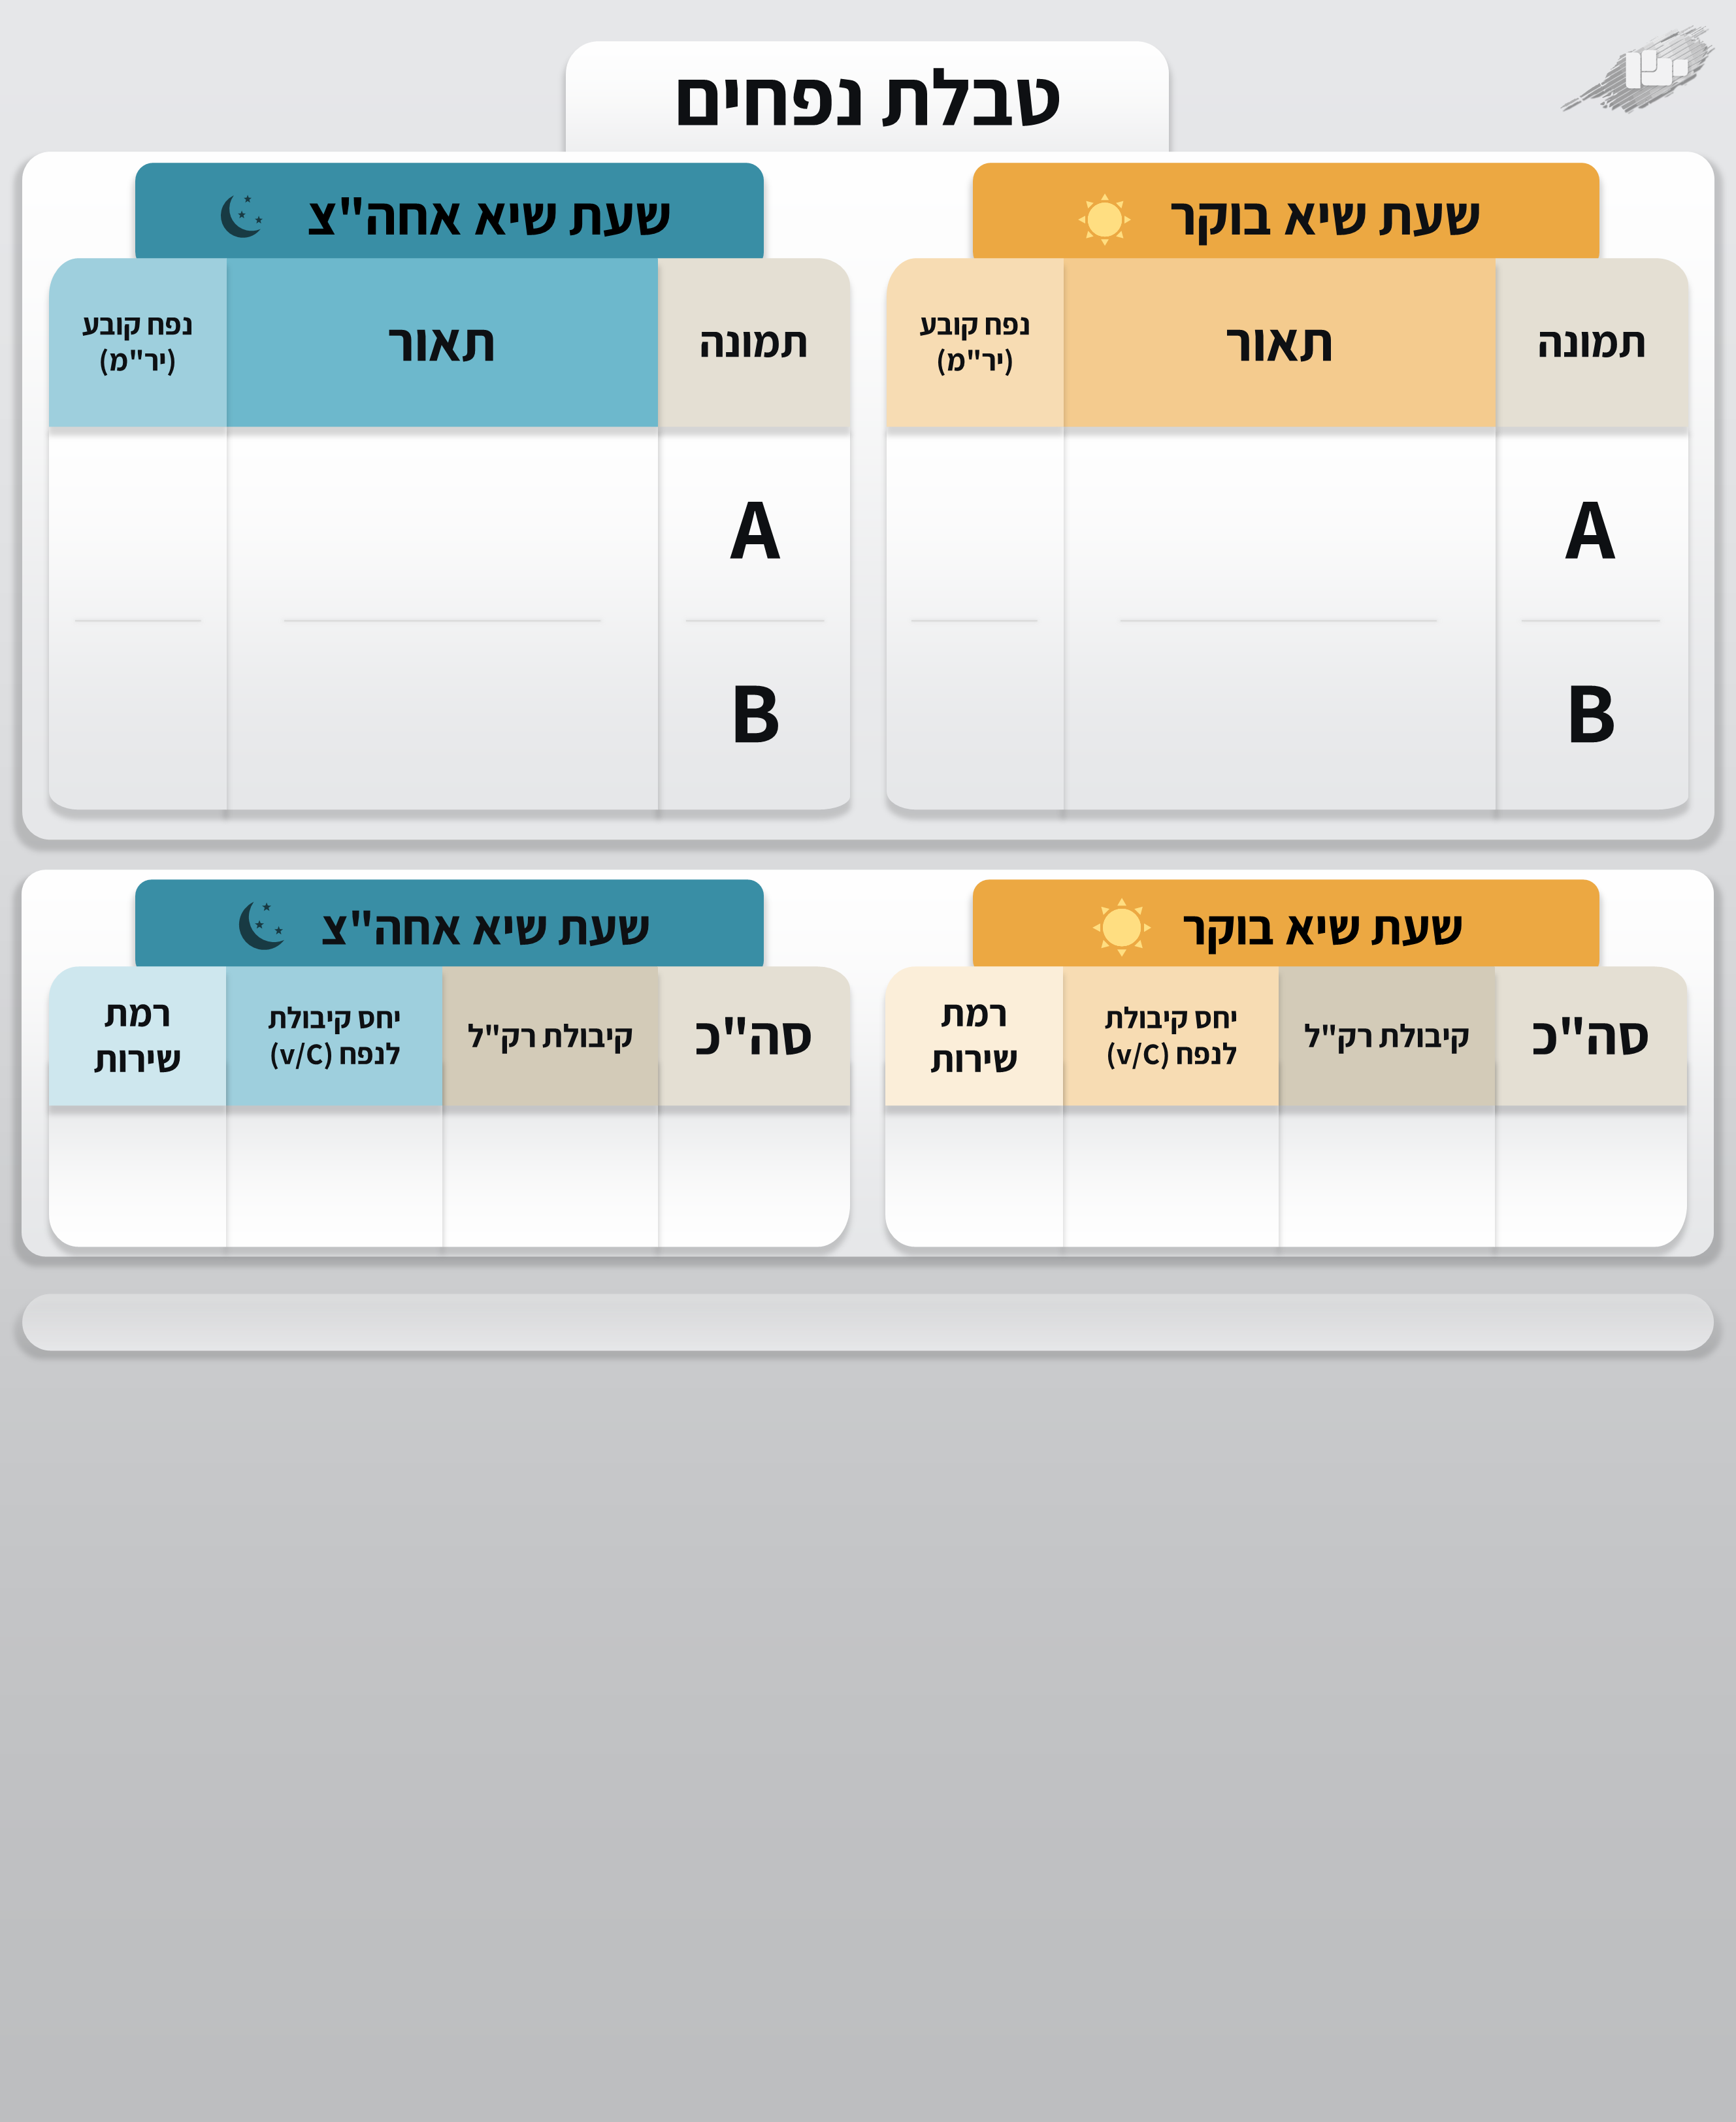 טבלת נפחים
שעת שיא בוקר
תמונה
תאור
נפח קובע
(יר"מ)
A
B
שעת שיא אחה"צ
תמונה
תאור
נפח קובע
(יר"מ)
A
B
שעת שיא בוקר
סה"כ
קיבולת רק"ל
יחס קיבולת
לנפח (v/C)
רמת
שירות
שעת שיא אחה"צ
סה"כ
קיבולת רק"ל
יחס קיבולת
לנפח (v/C)
רמת
שירות